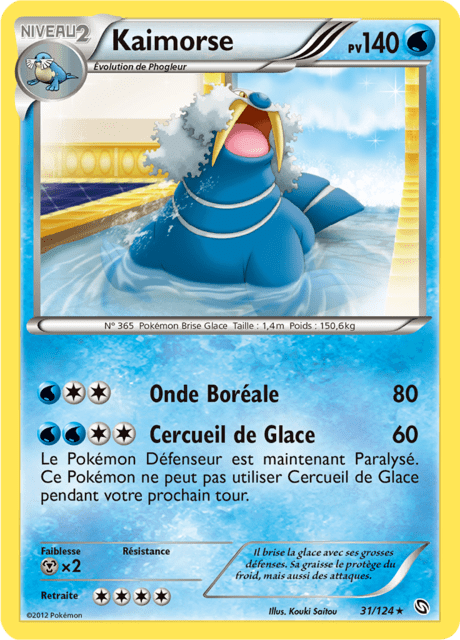 NIVEAU2
Kaimorse
PV140
Évolution de Phogleur
N° 365 Pokémon Brise Glace Taille : 1,4m Poids : 150,6kg
Onde Boréale 80
Cercueil de Glace 60
Le Pokémon Défenseur est maintenant Paralysé.
Ce Pokémon ne peut pas utiliser Cercueil de Glace
pendant votre prochain tour.
Faiblesse Résistance
×2
Retraite
Il brise la glace avec ses grosses
défenses. Sa graisse le protège du
froid, mais aussi des attaques.
©2012 Pokémon Illus. Kouki Saitou 31/124 ★